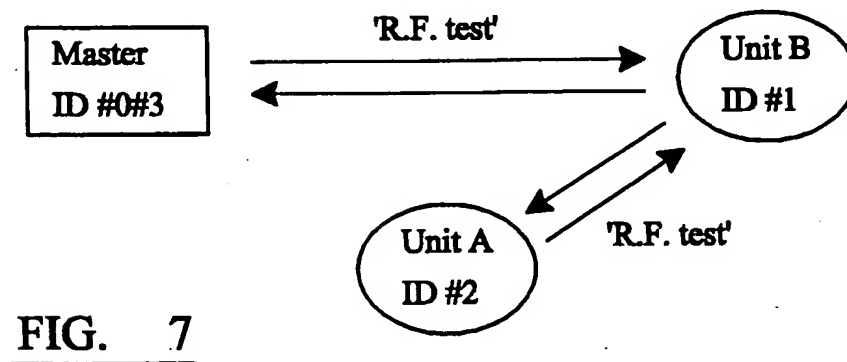 'R.F. test'
Master
ID #0#3
Unit B
ID #1
Unit A
ID #2
'R.F. test'
FIG. 7